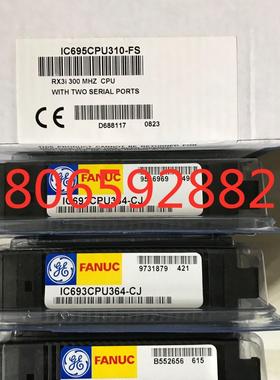 IC695CPU310-FS
RX3i 300 MHZ CPU
WITH TWO SERIAL PORTS
CE
D688117 0823
FANUC
806592882
IC693CPU364-CJ
GE
FANUC
9731879 421
IC693CPU364-CJ
GE
FANUC
B552656 615